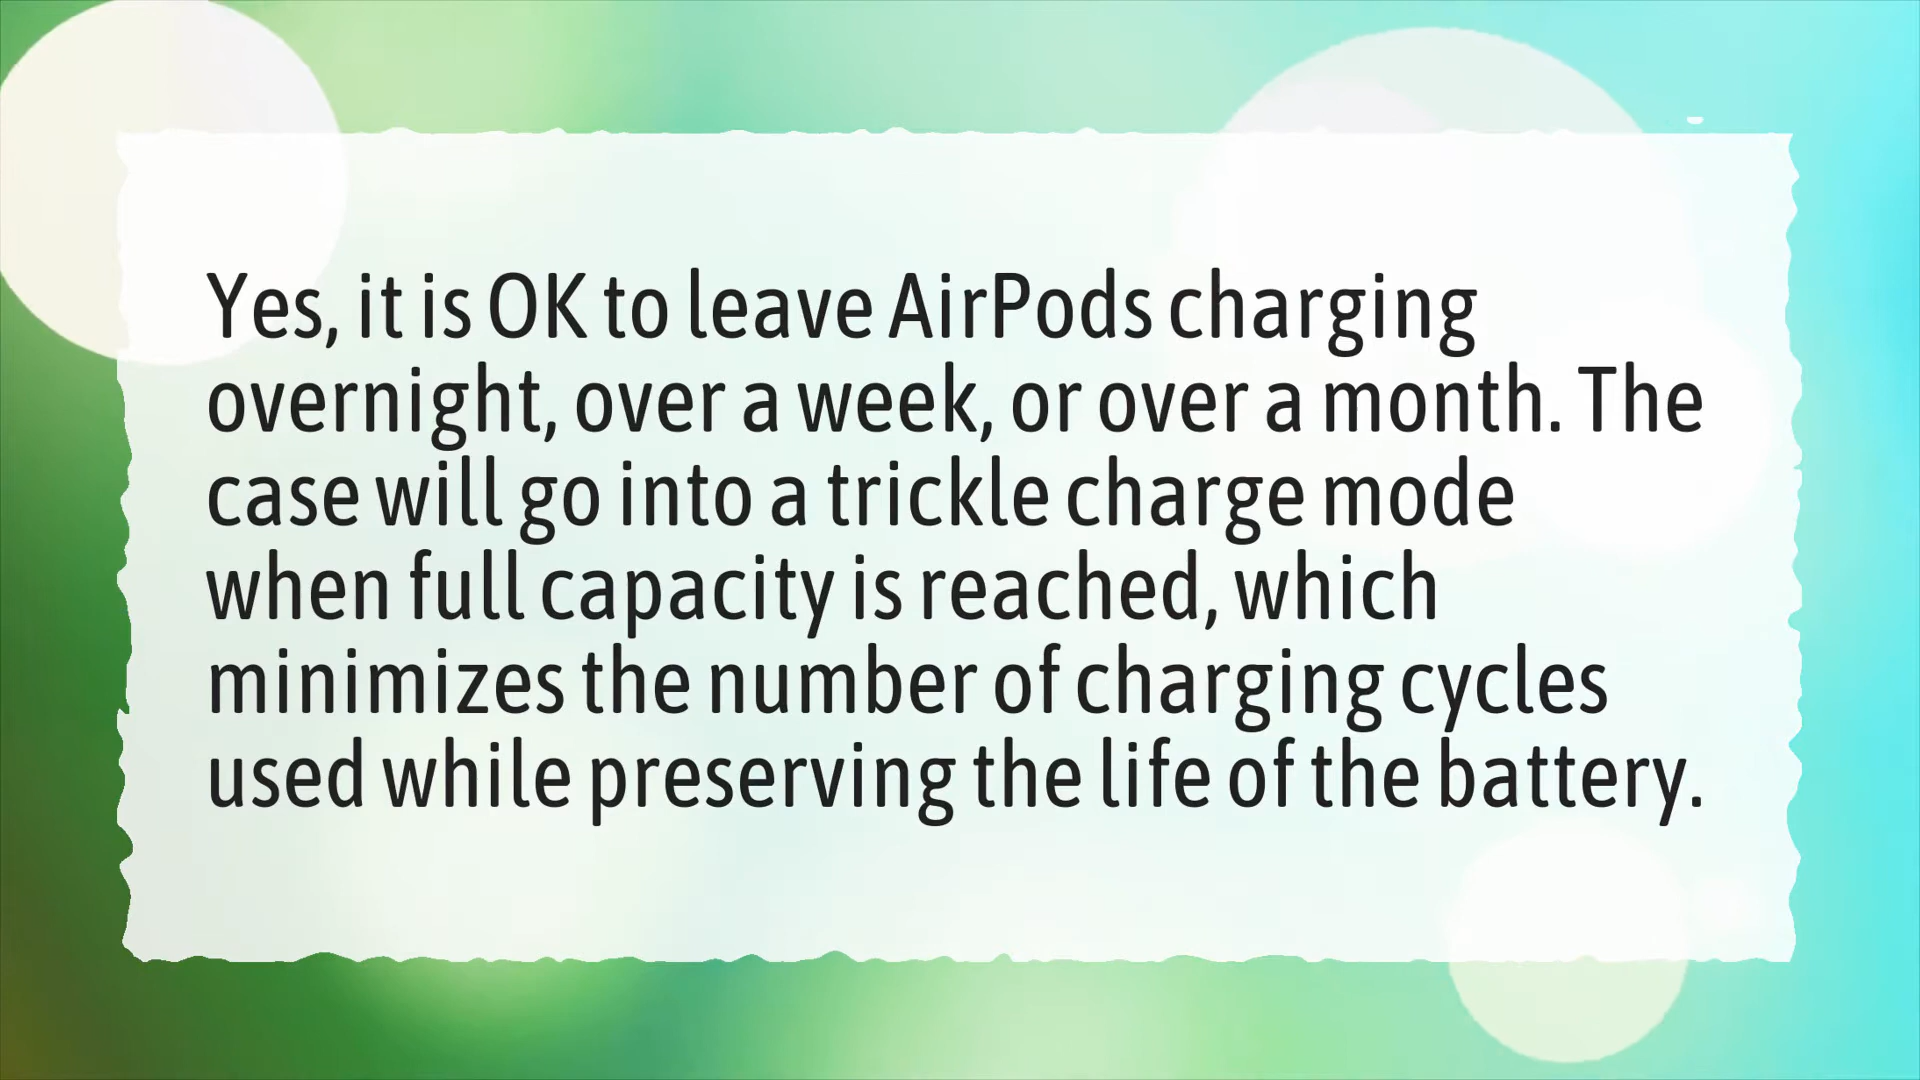 Yes, it is OK to leave AirPods charging
overnight, over a week, or over a month. The
case will go into a trickle charge mode
when full capacity is reached, which
minimizes the number of charging cycles
used while preserving the life of the battery.